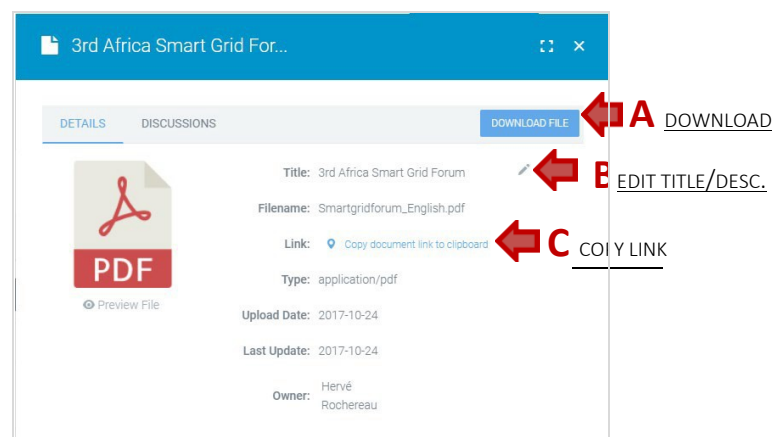 3rd Africa Smart Grid For...
DETAILS DISCUSSIONS DOWNLOAD FILE A DOWNLOAD
Title: 3rd Africa Smart Grid Forum B EDIT TITLE/DESC.
Filename: Smartgridforum_English.pdf
Link: Copy document link to clipboard C COPY LINK
PDF
Type: application/pdf
Preview File
Upload Date: 2017-10-24
Last Update: 2017-10-24
Owner: Hervé
Rochereau